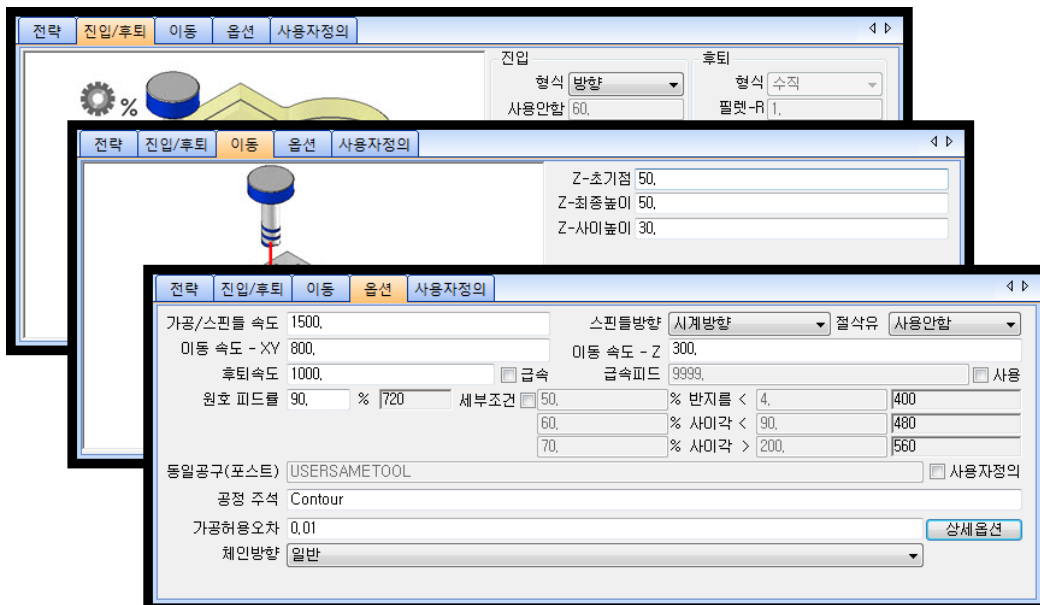 전략 진입/후퇴 이동 옵션 사용자정의
진입 후퇴
형식 방향 형식 수직
% 사용안함 60, 필렛-R 1,
전략 진입/후퇴 이동 옵션 사용자정의
Z-초기점 50,
Z-최종높이 50,
Z-사이높이 30,
전략 진입/후퇴 이동 옵션 사용자정의
가공/스핀들 속도 1500, 스핀들방향 시계방향 절삭유 사용안함
이동 속도 - XY 800, 이동 속도 - Z 300,
후퇴속도 1000, 급속 급속피드 9999, 사용
원호 피드률 90, % 720 세부조건 50, % 반지름 < 4, 400
60, % 사이각 < 90, 480
70, % 사이각 > 200, 560
동일공구(포스트) USERSAMETOOL 사용자정의
공정 주석 Contour
가공허용오차 0,01 상세옵션
체인방향 일반